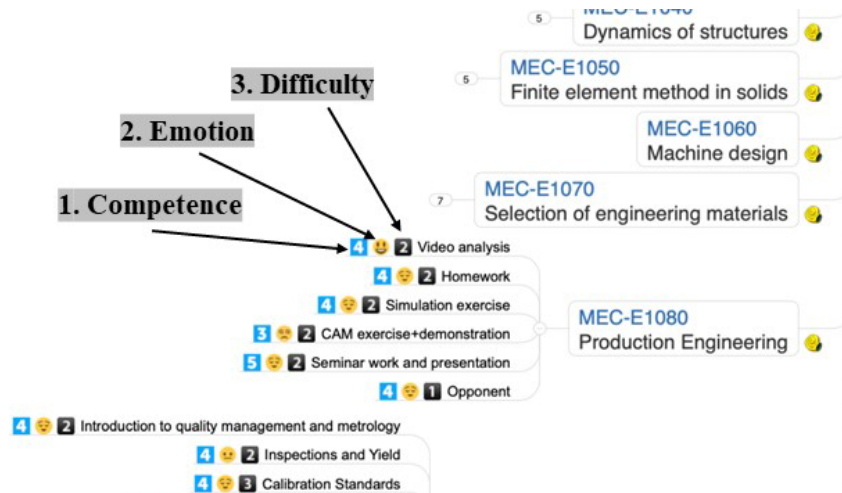 MEC-E1040
5
Dynamics of structures
3. Difficulty
MEC-E1050
5
Finite element method in solids
2. Emotion
MEC-E1060
Machine design
1. Competence
MEC-E1070
7
Selection of engineering materials
4 2 Video analysis
4 2 Homework
4 2 Simulation exercise
MEC-E1080
3 2 CAM exercise+demonstration
Production Engineering
5 2 Seminar work and presentation
4 1 Opponent
4 2 Introduction to quality management and metrology
4 2 Inspections and Yield
4 3 Calibration Standards